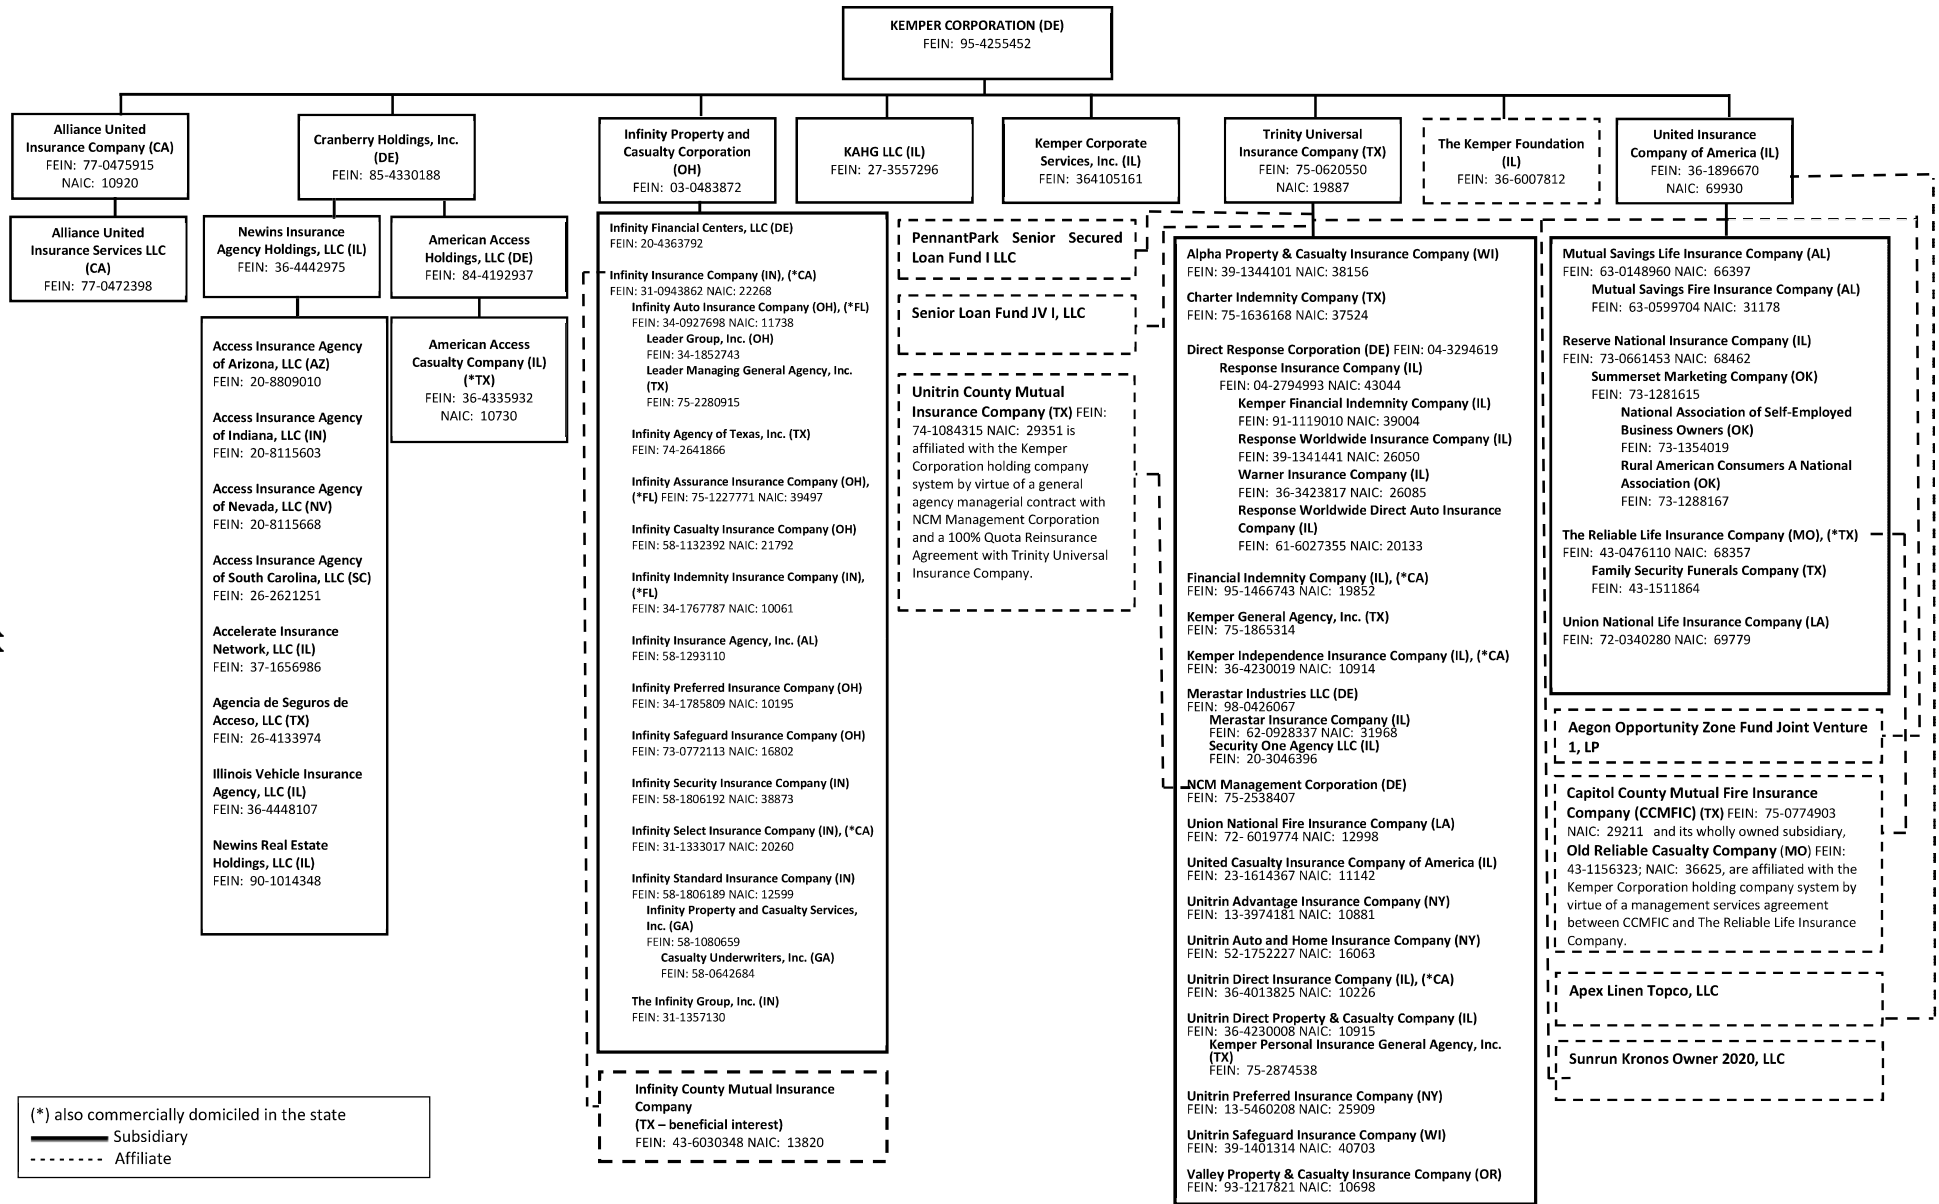 KEMPER CORPORATION (DE)
FEIN: 95-4255452
Alliance United
Insurance Company (CA)
FEIN: 77-0475915
NAIC: 10920
Cranberry Holdings, Inc.
(DE)
FEIN: 85-4330188
Infinity Property and
Casualty Corporation
(OH)
FEIN: 03-0483872
KAHG LLC (IL)
FEIN: 27-3557296
Kemper Corporate
Services, Inc. (IL)
FEIN: 364105161
Trinity Universal
Insurance Company (TX)
FEIN: 75-0620550
NAIC: 19887
The Kemper Foundation
(IL)
FEIN: 36-6007812
United Insurance
Company of America (IL)
FEIN: 36-1896670
NAIC: 69930
Alliance United
Insurance Services LLC
(CA)
FEIN: 77-0472398
Newins Insurance
Agency Holdings, LLC (IL)
FEIN: 36-4442975
American Access
Holdings, LLC (DE)
FEIN: 84-4192937
Access Insurance Agency
of Arizona, LLC (AZ)
FEIN: 20-8809010
Access Insurance Agency
of Indiana, LLC (IN)
FEIN: 20-8115603
Access Insurance Agency
of Nevada, LLC (NV)
FEIN: 20-8115668
Access Insurance Agency
of South Carolina, LLC (SC)
FEIN: 26-2621251
Accelerate Insurance
Network, LLC (IL)
FEIN: 37-1656986
Agencia de Seguros de
Acceso, LLC (TX)
FEIN: 26-4133974
Illinois Vehicle Insurance
Agency, LLC (IL)
FEIN: 36-4448107
Newins Real Estate
Holdings, LLC (IL)
FEIN: 90-1014348
American Access
Casualty Company (IL)
(*TX)
FEIN: 36-4335932
NAIC: 10730
Infinity Financial Centers, LLC (DE)
FEIN: 20-4363792
Infinity Insurance Company (IN), (*CA)
FEIN: 31-0943862 NAIC: 22268
Infinity Auto Insurance Company (OH), (*FL)
FEIN: 34-0927698 NAIC: 11738
Leader Group, Inc. (OH)
FEIN: 34-1852743
Leader Managing General Agency, Inc.
(TX)
FEIN: 75-2280915
Infinity Agency of Texas, Inc. (TX)
FEIN: 74-2641866
Infinity Assurance Insurance Company (OH),
(*FL) FEIN: 75-1227771 NAIC: 39497
Infinity Casualty Insurance Company (OH)
FEIN: 58-1132392 NAIC: 21792
Infinity Indemnity Insurance Company (IN),
(*FL)
FEIN: 34-1767787 NAIC: 10061
Infinity Insurance Agency, Inc. (AL)
FEIN: 58-1293110
Infinity Preferred Insurance Company (OH)
FEIN: 34-1785809 NAIC: 10195
Infinity Safeguard Insurance Company (OH)
FEIN: 73-0772113 NAIC: 16802
Infinity Security Insurance Company (IN)
FEIN: 58-1806192 NAIC: 38873
Infinity Select Insurance Company (IN), (*CA)
FEIN: 31-1333017 NAIC: 20260
Infinity Standard Insurance Company (IN)
FEIN: 58-1806189 NAIC: 12599
Infinity Property and Casualty Services,
Inc. (GA)
FEIN: 58-1080659
Casualty Underwriters, Inc. (GA)
FEIN: 58-0642684
The Infinity Group, Inc. (IN)
FEIN: 31-1357130
Infinity County Mutual Insurance
Company
(TX – beneficial interest)
FEIN: 43-6030348 NAIC: 13820
PennantPark Senior Secured
Loan Fund I LLC
Senior Loan Fund JV I, LLC
Unitrin County Mutual
Insurance Company (TX) FEIN:
74-1084315 NAIC: 29351 is
affiliated with the Kemper
Corporation holding company
system by virtue of a general
agency managerial contract with
NCM Management Corporation
and a 100% Quota Reinsurance
Agreement with Trinity Universal
Insurance Company.
Alpha Property & Casualty Insurance Company (WI)
FEIN: 39-1344101 NAIC: 38156
Charter Indemnity Company (TX)
FEIN: 75-1636168 NAIC: 37524
Direct Response Corporation (DE) FEIN: 04-3294619
Response Insurance Company (IL)
FEIN: 04-2794993 NAIC: 43044
Kemper Financial Indemnity Company (IL)
FEIN: 91-1119010 NAIC: 39004
Response Worldwide Insurance Company (IL)
FEIN: 39-1341441 NAIC: 26050
Warner Insurance Company (IL)
FEIN: 36-3423817 NAIC: 26085
Response Worldwide Direct Auto Insurance
Company (IL)
FEIN: 61-6027355 NAIC: 20133
Financial Indemnity Company (IL), (*CA)
FEIN: 95-1466743 NAIC: 19852
Kemper General Agency, Inc. (TX)
FEIN: 75-1865314
Kemper Independence Insurance Company (IL), (*CA)
FEIN: 36-4230019 NAIC: 10914
Merastar Industries LLC (DE)
FEIN: 98-0426067
Merastar Insurance Company (IL)
FEIN: 62-0928337 NAIC: 31968
Security One Agency LLC (IL)
FEIN: 20-3046396
NCM Management Corporation (DE)
FEIN: 75-2538407
Union National Fire Insurance Company (LA)
FEIN: 72- 6019774 NAIC: 12998
United Casualty Insurance Company of America (IL)
FEIN: 23-1614367 NAIC: 11142
Unitrin Advantage Insurance Company (NY)
FEIN: 13-3974181 NAIC: 10881
Unitrin Auto and Home Insurance Company (NY)
FEIN: 52-1752227 NAIC: 16063
Unitrin Direct Insurance Company (IL), (*CA)
FEIN: 36-4013825 NAIC: 10226
Unitrin Direct Property & Casualty Company (IL)
FEIN: 36-4230008 NAIC: 10915
Kemper Personal Insurance General Agency, Inc.
(TX)
FEIN: 75-2874538
Unitrin Preferred Insurance Company (NY)
FEIN: 13-5460208 NAIC: 25909
Unitrin Safeguard Insurance Company (WI)
FEIN: 39-1401314 NAIC: 40703
Valley Property & Casualty Insurance Company (OR)
FEIN: 93-1217821 NAIC: 10698
Mutual Savings Life Insurance Company (AL)
FEIN: 63-0148960 NAIC: 66397
Mutual Savings Fire Insurance Company (AL)
FEIN: 63-0599704 NAIC: 31178
Reserve National Insurance Company (IL)
FEIN: 73-0661453 NAIC: 68462
Summerset Marketing Company (OK)
FEIN: 73-1281615
National Association of Self-Employed
Business Owners (OK)
FEIN: 73-1354019
Rural American Consumers A National
Association (OK)
FEIN: 73-1288167
The Reliable Life Insurance Company (MO), (*TX)
FEIN: 43-0476110 NAIC: 68357
Family Security Funerals Company (TX)
FEIN: 43-1511864
Union National Life Insurance Company (LA)
FEIN: 72-0340280 NAIC: 69779
Aegon Opportunity Zone Fund Joint Venture
1, LP
Capitol County Mutual Fire Insurance
Company (CCMFIC) (TX) FEIN: 75-0774903
NAIC: 29211 and its wholly owned subsidiary,
Old Reliable Casualty Company (MO) FEIN:
43-1156323; NAIC: 36625, are affiliated with the
Kemper Corporation holding company system by
virtue of a management services agreement
between CCMFIC and The Reliable Life Insurance
Company.
Apex Linen Topco, LLC
Sunrun Kronos Owner 2020, LLC
(*) also commercially domiciled in the state
Subsidiary
Affiliate